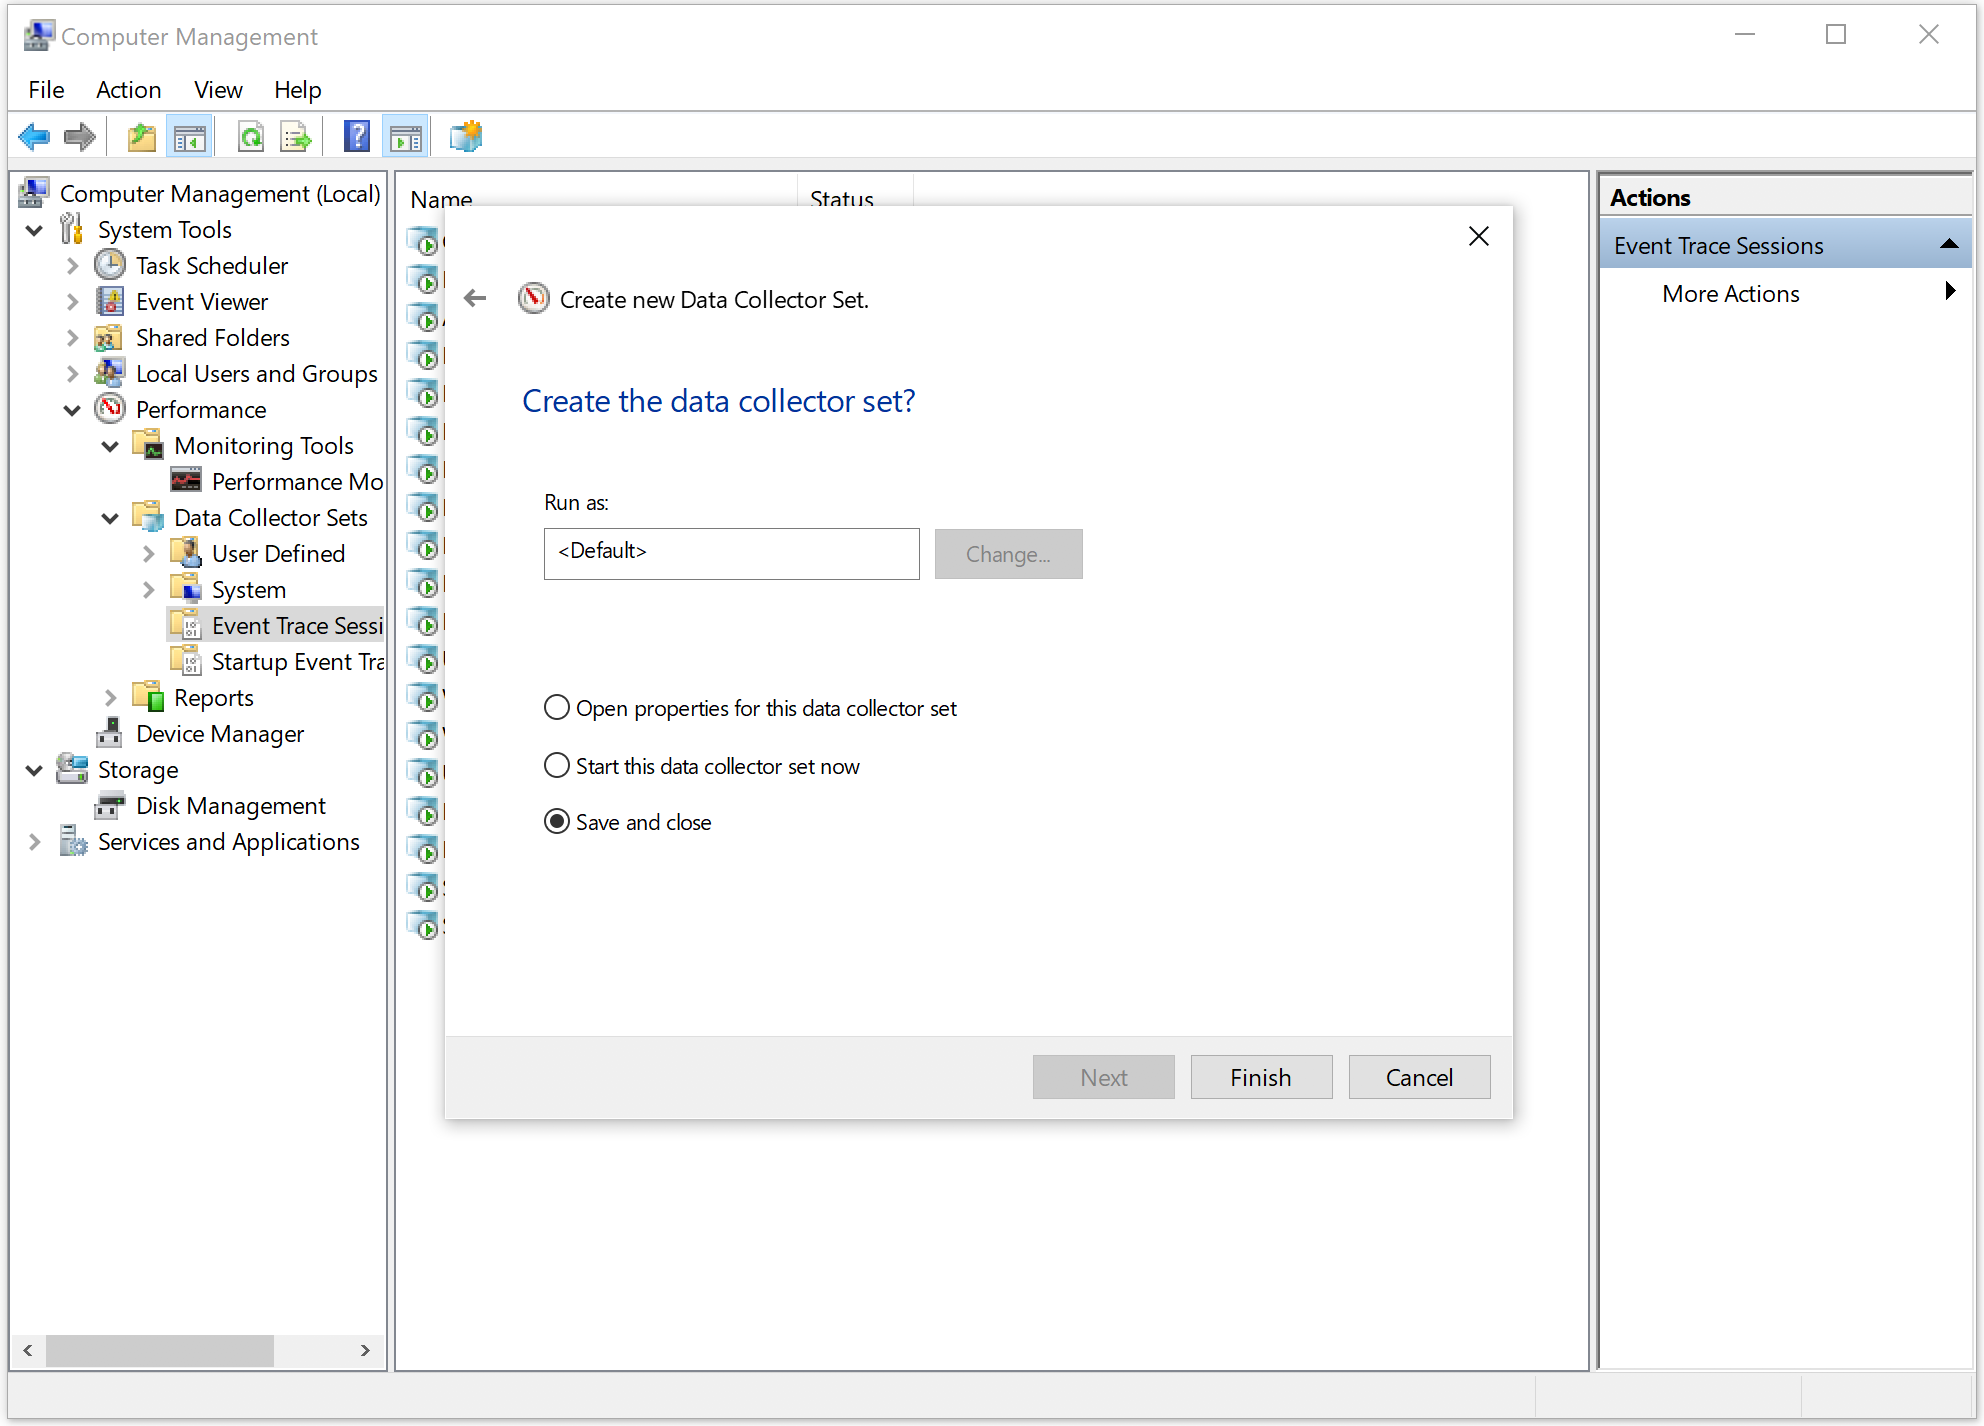 Computer Management
File Action View Help
Computer Management (Local)
System Tools
Task Scheduler
Event Viewer
Shared Folders
Local Users and Groups
Performance
Monitoring Tools
Performance Mo
Data Collector Sets
User Defined
System
Event Trace Sessi
Startup Event Tra
Reports
Device Manager
Storage
Disk Management
Services and Applications
Name Status
Create new Data Collector Set.
Create the data collector set?
Run as:
<Default> Change...
Open properties for this data collector set
Start this data collector set now
Save and close
Next Finish Cancel
Actions
Event Trace Sessions
More Actions